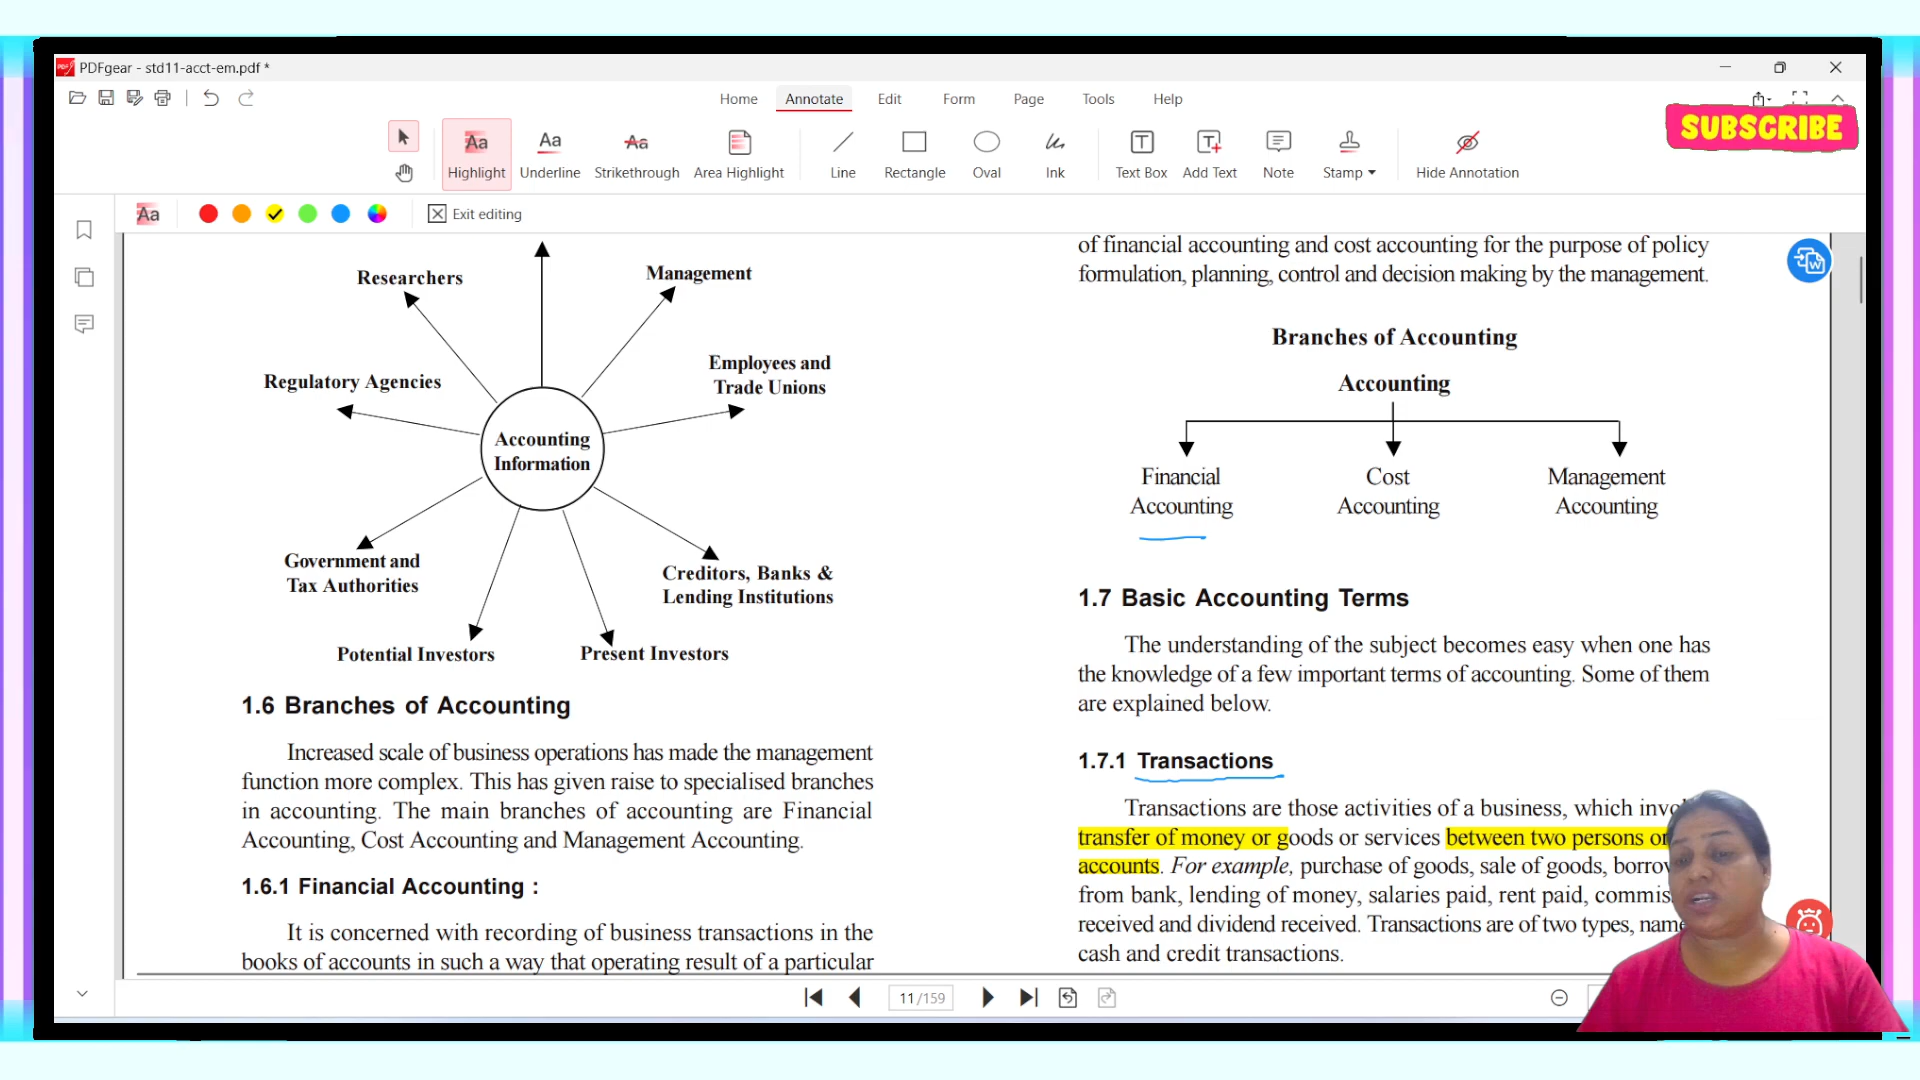 PDFgear - std11-acct-em.pdf *
Home Annotate Edit Form Page Tools Help
SUBSCRIBE
Highlight Underline Strikethrough Area Highlight Line Rectangle Oval Ink Text Box Add Text Note Stamp Hide Annotation
Exit editing
Researchers
Management
Regulatory Agencies
Employees and
Trade Unions
Accounting
Information
Government and
Tax Authorities
Creditors, Banks &
Lending Institutions
Potential Investors
Present Investors
1.6 Branches of Accounting
Increased scale of business operations has made the management
function more complex. This has given raise to specialised branches
in accounting. The main branches of accounting are Financial
Accounting, Cost Accounting and Management Accounting.
1.6.1 Financial Accounting :
It is concerned with recording of business transactions in the
books of accounts in such a way that operating result of a particular
of financial accounting and cost accounting for the purpose of policy
formulation, planning, control and decision making by the management.
Branches of Accounting
Accounting
Financial
Accounting
Cost
Accounting
Management
Accounting
1.7 Basic Accounting Terms
The understanding of the subject becomes easy when one has
the knowledge of a few important terms of accounting. Some of them
are explained below.
1.7.1 Transactions
Transactions are those activities of a business, which
transfer of money or goods or services between two persons or
accounts. For example, purchase of goods, sale of goods,
from bank, lending of money, salaries paid, rent paid,
received and dividend received. Transactions are of two types,
cash and credit transactions.
11 /159